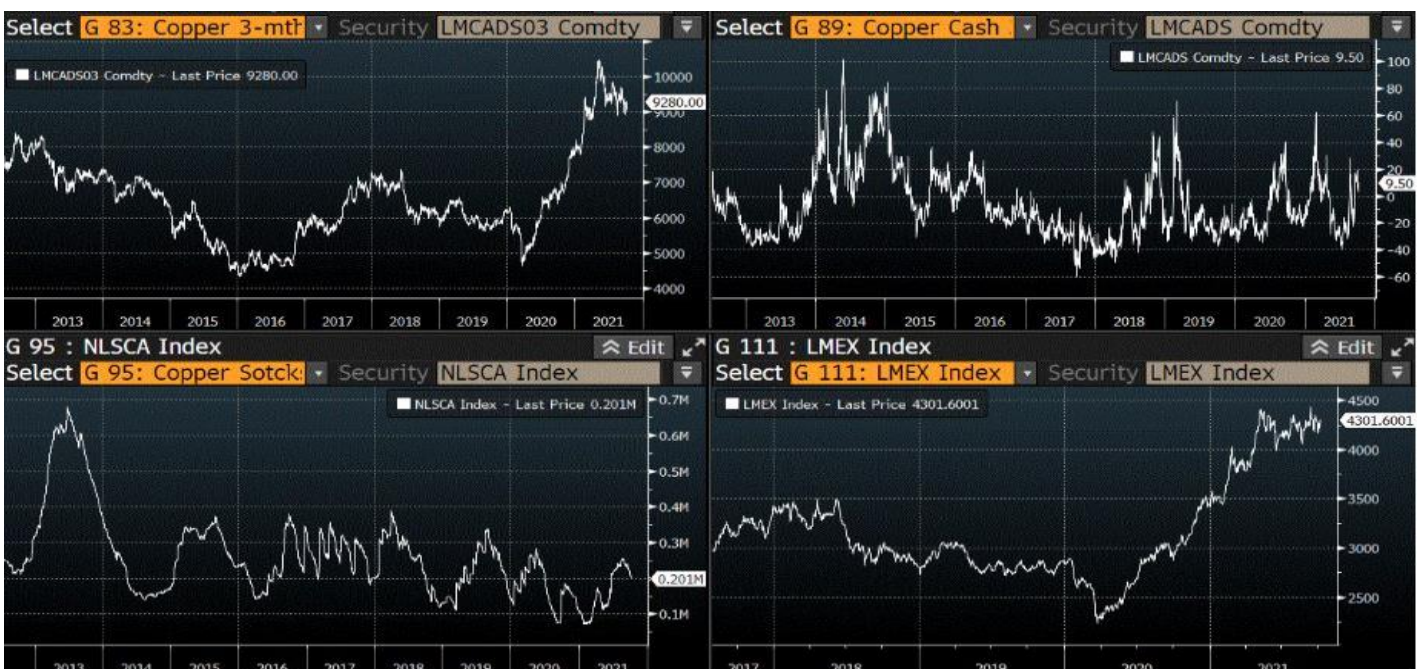 Select G 83: Copper 3-mth Security LMCADS03 Comdty
LMCADS03 Comdty - Last Price 9280.00
10000
9280.00
9000
8000
7000
6000
5000
4000
2013 2014 2015 2016 2017 2018 2019 2020 2021
Select G 89: Copper Cash Security LMCADS Comdty
LMCADS Comdty - Last Price 9.50
100
80
60
40
20
9.50
0
-20
-40
-60
2013 2014 2015 2016 2017 2018 2019 2020 2021
G 95 : NLSCA Index Edit
Select G 95: Copper Sotcks Security NLSCA Index
NLSCA Index - Last Price 0.201M
0.7M
0.6M
0.5M
0.4M
0.3M
0.201M
0.1M
2013 2014 2015 2016 2017 2018 2019 2020 2021
G 111 : LMEX Index Edit
Select G 111: LMEX Index Security LMEX Index
LMEX Index - Last Price 4301.6001
4500
4301.6001
4000
3500
3000
2500
2017 2018 2019 2020 2021